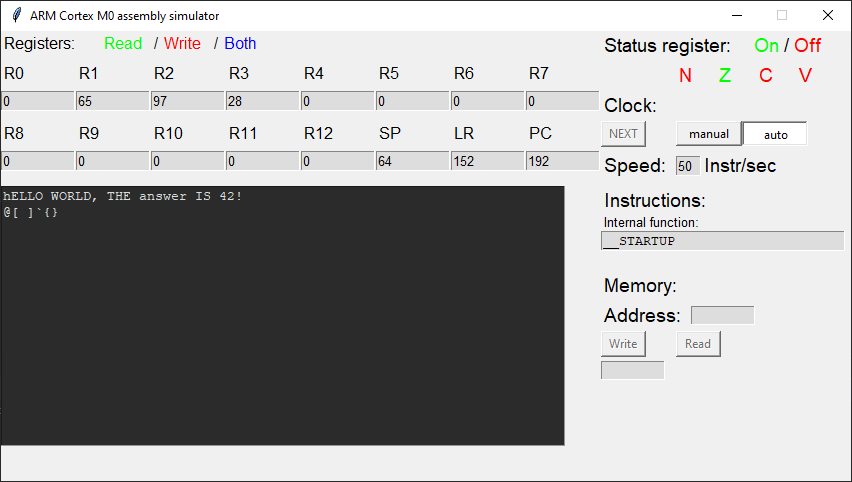 ARM Cortex M0 assembly simulator
Registers: Read / Write / Both
R0 R1 R2 R3 R4 R5 R6 R7
0 65 97 28 0 0 0 0
R8 R9 R10 R11 R12 SP LR PC
0 0 0 0 0 64 152 192
hELLO WORLD, THE answer IS 42!
@[ ]`{}
Status register: On / Off
N Z C V
Clock:
NEXT manual auto
Speed: 50 Instr/sec
Instructions:
Internal function:
__STARTUP
Memory:
Address:
Write Read